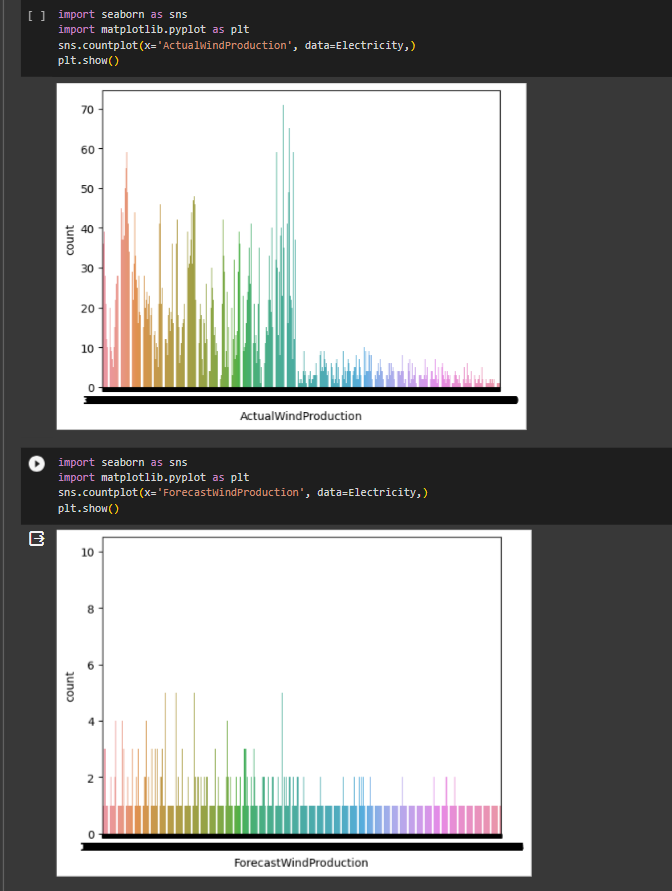 [ ] import seaborn as sns
import matplotlib.pyplot as plt
sns.countplot(x='ActualWindProduction', data=Electricity,)
plt.show()
70
60
50
40
30
20
10
0
count
ActualWindProduction
import seaborn as sns
import matplotlib.pyplot as plt
sns.countplot(x='ForecastWindProduction', data=Electricity,)
plt.show()
10
8
6
4
2
0
count
ForecastWindProduction